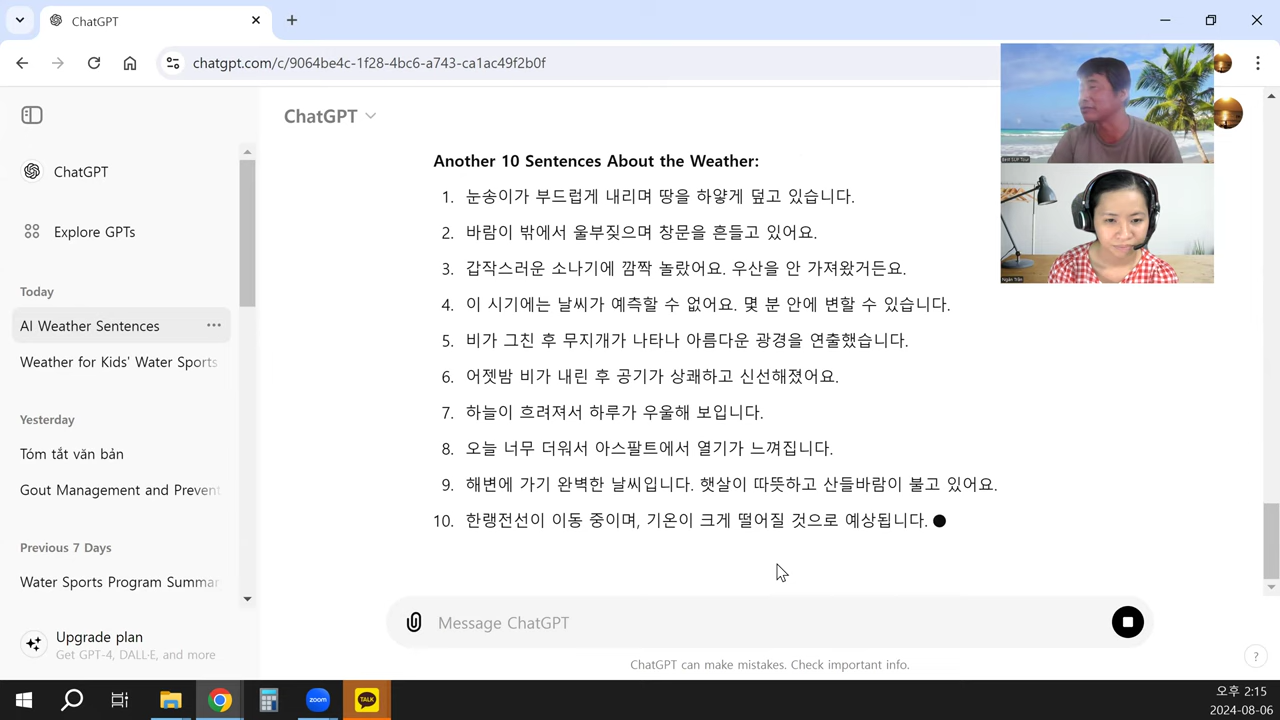 ChatGPT
chatgpt.com/c/9064be4c-1f28-4bc6-a743-ca1ac49f2b0f
ChatGPT
Explore GPTs
Today
AI Weather Sentences
Weather for Kids' Water Sports
Yesterday
Tóm tắt văn bản
Gout Management and Prevent
Previous 7 Days
Water Sports Program Summar
Upgrade plan
Get GPT-4, DALL·E, and more
ChatGPT
Another 10 Sentences About the Weather:
1. 눈송이가 부드럽게 내리며 땅을 하얗게 덮고 있습니다.
2. 바람이 밖에서 울부짖으며 창문을 흔들고 있어요.
3. 갑작스러운 소나기에 깜짝 놀랐어요. 우산을 안 가져왔거든요.
4. 이 시기에는 날씨가 예측할 수 없어요. 몇 분 안에 변할 수 있습니다.
5. 비가 그친 후 무지개가 나타나 아름다운 광경을 연출했습니다.
6. 어젯밤 비가 내린 후 공기가 상쾌하고 신선해졌어요.
7. 하늘이 흐려져서 하루가 우울해 보입니다.
8. 오늘 너무 더워서 아스팔트에서 열기가 느껴집니다.
9. 해변에 가기 완벽한 날씨입니다. 햇살이 따뜻하고 산들바람이 불고 있어요.
10. 한랭전선이 이동 중이며, 기온이 크게 떨어질 것으로 예상됩니다.
Message ChatGPT
ChatGPT can make mistakes. Check important info.
?
Ngân Trần
zoom
TALK
오후 2:15
2024-08-06